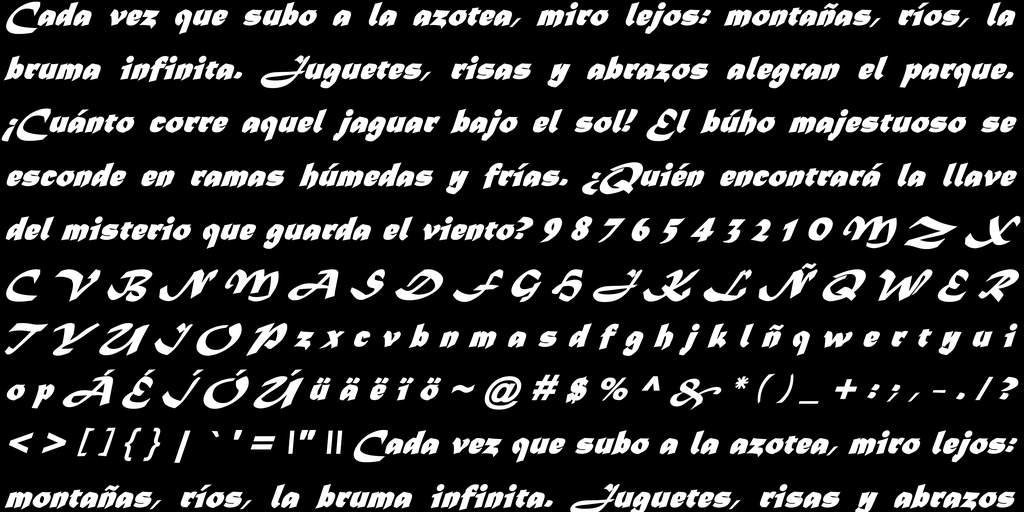 Cada vez que subo a la azotea, miro lejos: montañas, ríos, la
bruma infinita. Juguetes, risas y abrazos alegran el parque.
¡Cuánto corre aquel jaguar bajo el sol! El búho majestuoso se
esconde en ramas húmedas y frías. ¿Quién encontrará la llave
del misterio que guarda el viento? 9 8 7 6 5 4 3 2 1 0 M Z X
C V B N M A S D F G H J K L Ñ Q W E R
T Y U I O P z x c v b n m a s d f g h j k l ñ q w e r t y u i
o p Á É Í Ó Ú ü ä ë ï ö ~ @ # $ % ^ & * ( ) _ + : ; , - . / ?
< > [ ] { } | ` ' = \" \\ Cada vez que subo a la azotea, miro lejos:
montañas, ríos, la bruma infinita. Juguetes, risas y abrazos